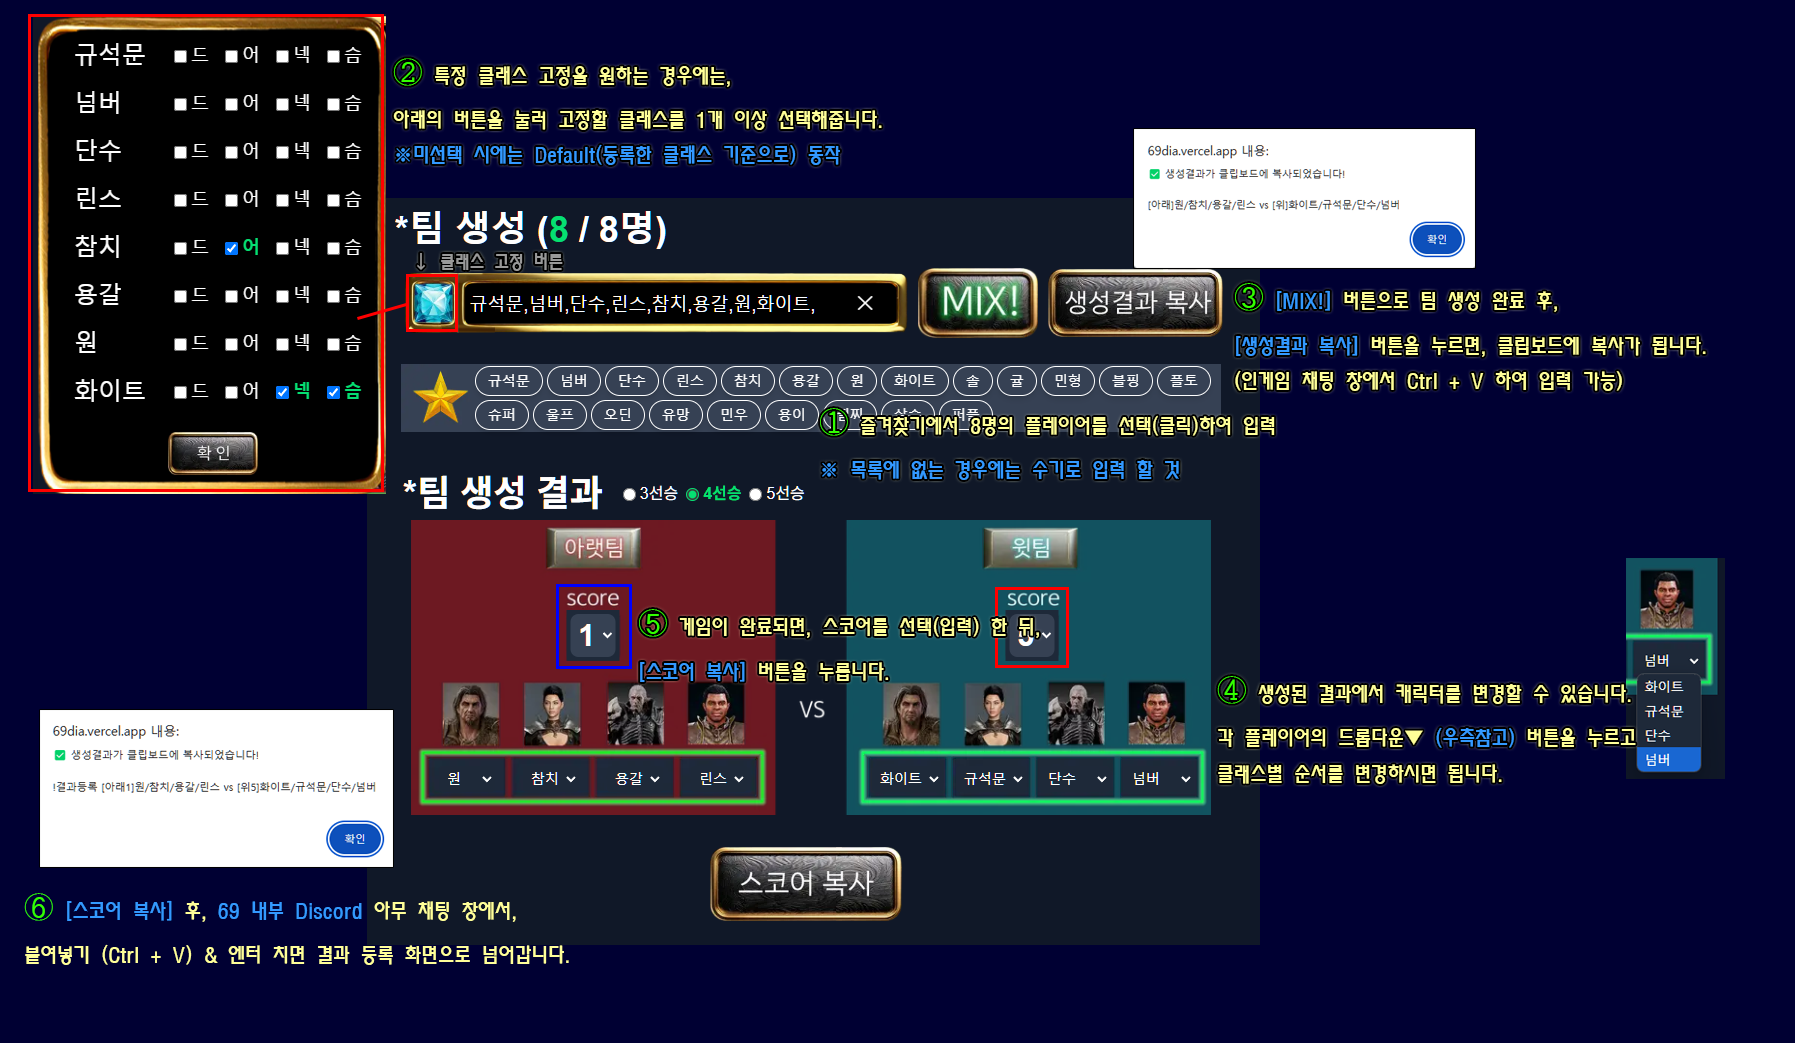 규석문 드 어 넥 슴
넘버 드 어 넥 슴
단수 드 어 넥 슴
린스 드 어 넥 슴
참치 드 어 넥 슴
용갈 드 어 넥 슴
원 드 어 넥 슴
화이트 드 어 넥 슴
확 인
② 특정 클래스 고정을 원하는 경우에는,
아래의 버튼을 눌러 고정할 클래스를 1개 이상 선택해줍니다.
※미선택 시에는 Default(등록한 클래스 기준으로) 동작
69dia.vercel.app 내용:
✅ 생성결과가 클립보드에 복사되었습니다!
[아래]원/참치/용갈/린스 vs [위]화이트/규석문/단수/넘버
확인
*팀 생성 (8 / 8명)
↓ 클래스 고정 버튼
규석문,넘버,단수,린스,참치,용갈,원,화이트,
MIX!
생성결과 복사
③ [MIX!] 버튼으로 팀 생성 완료 후,
[생성결과 복사] 버튼을 누르면, 클립보드에 복사가 됩니다.
(인게임 채팅 창에서 Ctrl + V 하여 입력 가능)
규석문 넘버 단수 린스 참치 용갈 원 화이트 솔 귤 민형 블핑 플토
슈퍼 울프 오딘 유망 민우 용이
① 즐겨찾기에서 8명의 플레이어를 선택(클릭)하여 입력
※ 목록에 없는 경우에는 수기로 입력 할 것
*팀 생성 결과 3선승 4선승 5선승
아랫팀
score
1
원 참치 용갈 린스
VS
윗팀
score
화이트 규석문 단수 넘버
⑤ 게임이 완료되면, 스코어를 선택(입력) 한 뒤,
[스코어 복사] 버튼을 누릅니다.
④ 생성된 결과에서 캐릭터를 변경할 수 있습니다.
각 플레이어의 드롭다운▼ (우측참고) 버튼을 누르고
클래스별 순서를 변경하시면 됩니다.
넘버
화이트
규석문
단수
넘버
스코어 복사
69dia.vercel.app 내용:
✅ 생성결과가 클립보드에 복사되었습니다!
!결과등록 [아래1]원/참치/용갈/린스 vs [위5]화이트/규석문/단수/넘버
확인
⑥ [스코어 복사] 후, 69 내부 Discord 아무 채팅 창에서,
붙여넣기 (Ctrl + V) & 엔터 치면 결과 등록 화면으로 넘어갑니다.